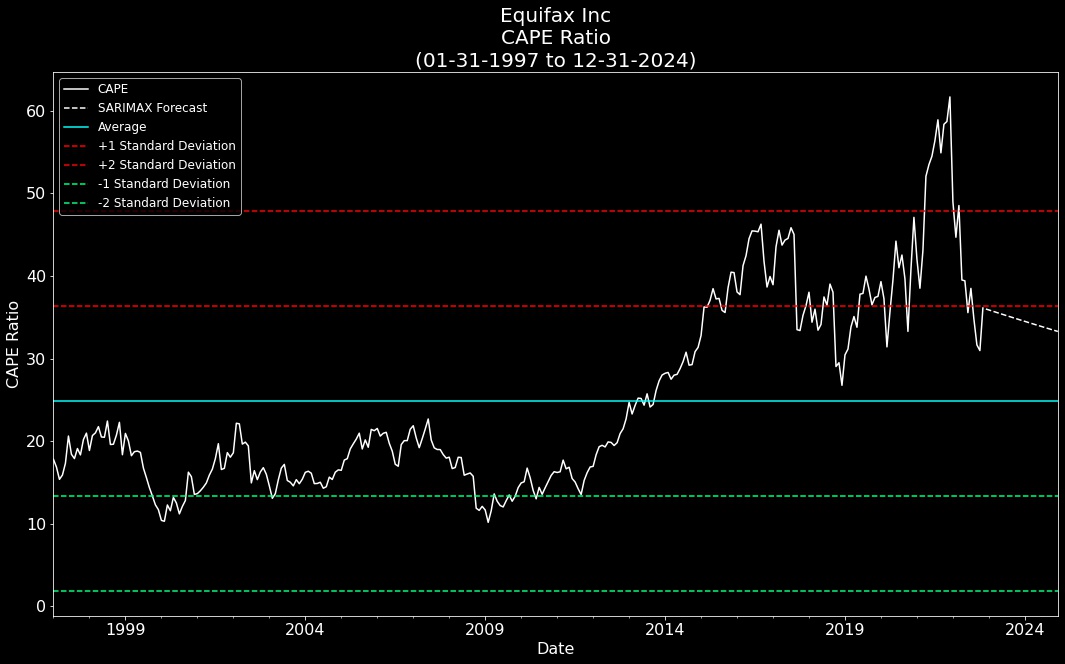 Equifax Inc
CAPE Ratio
(01-31-1997 to 12-31-2024)
CAPE
SARIMAX Forecast
Average
+1 Standard Deviation
+2 Standard Deviation
-1 Standard Deviation
-2 Standard Deviation
60
50
40
30
20
10
0
CAPE Ratio
1999 2004 2009 2014 2019 2024
Date